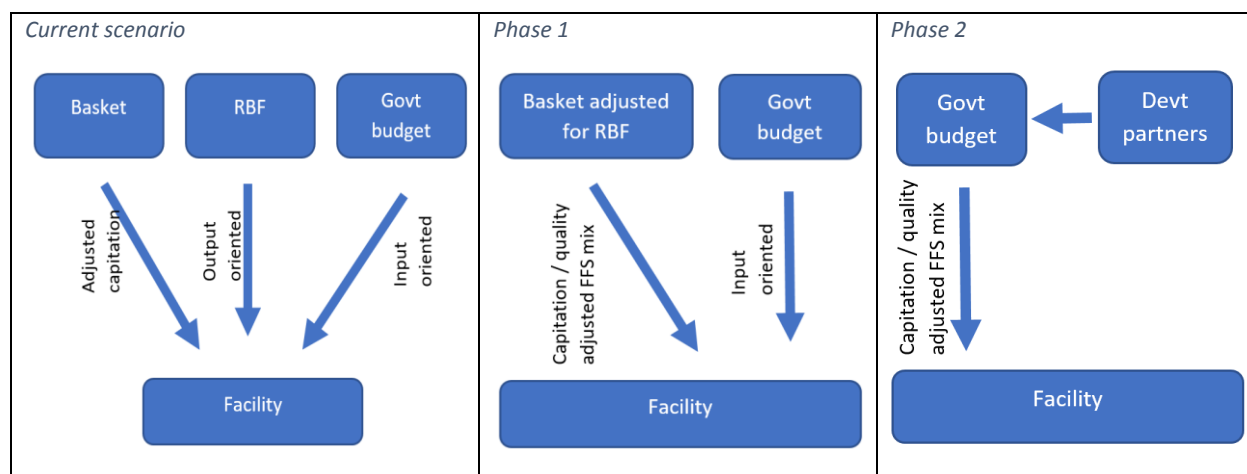 Current scenario
Basket
RBF
Govt
budget
Adjusted
capitation
Output
oriented
Input
oriented
Facility
Phase 1
Basket adjusted
for RBF
Govt
budget
Capitation / quality
adjusted FFS mix
Input
oriented
Facility
Phase 2
Govt
budget
Devt
partners
Capitation / quality
adjusted FFS mix
Facility